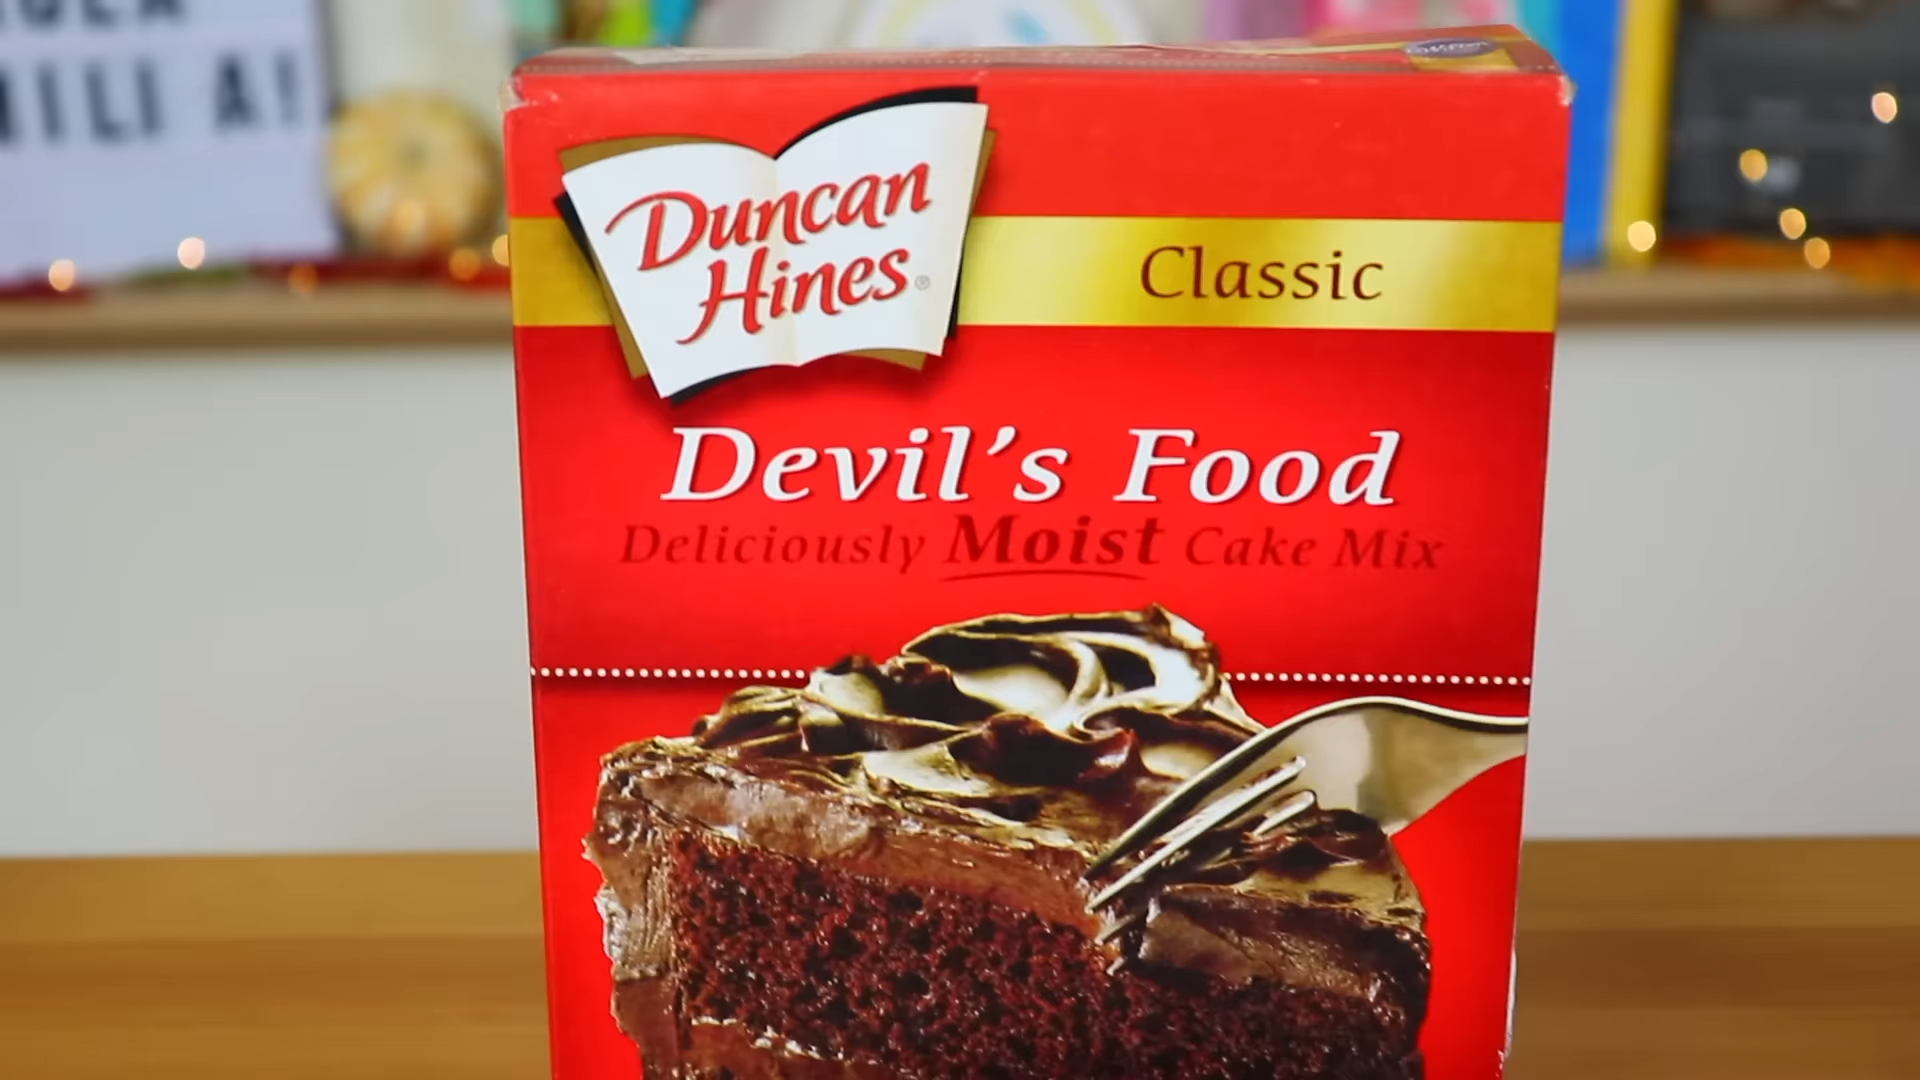 Duncan
Hines®
Classic
Devil's Food
Deliciously Moist Cake Mix